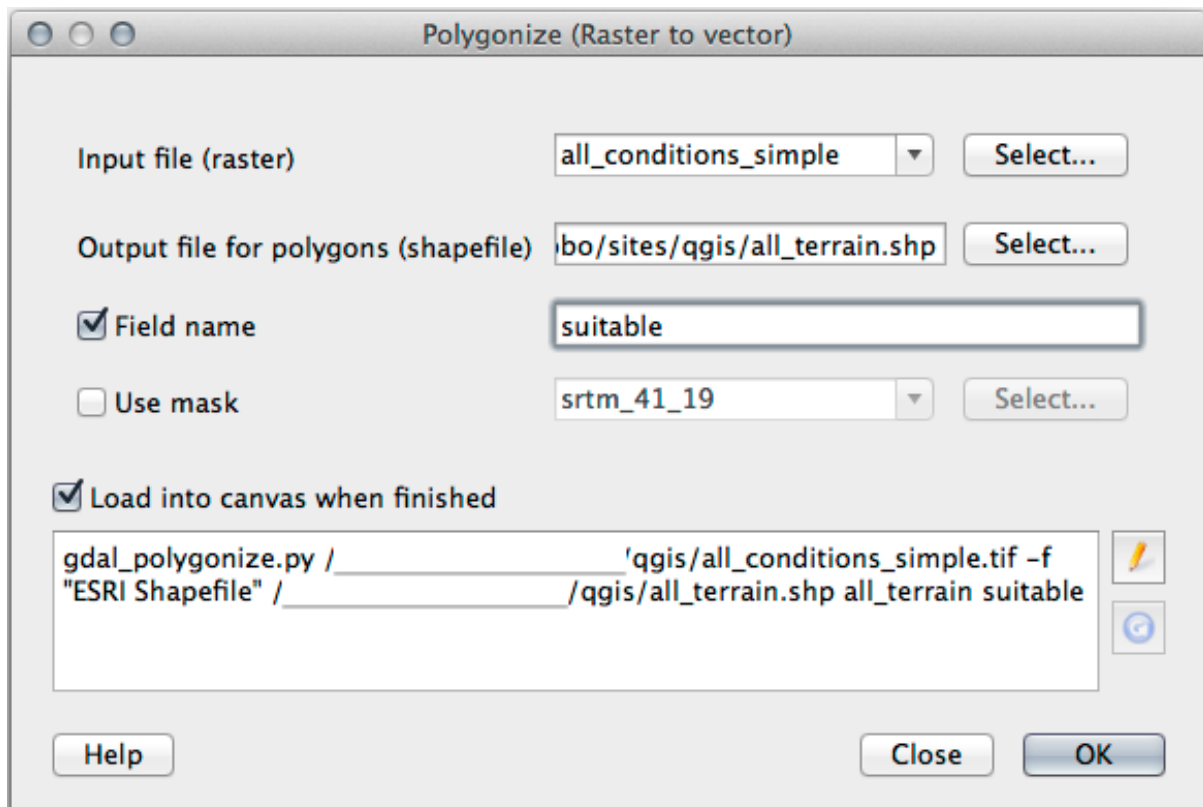 Polygonize (Raster to vector)
Input file (raster) all_conditions_simple Select...
Output file for polygons (shapefile) bo/sites/qgis/all_terrain.shp Select...
Field name suitable
Use mask srtm_41_19 Select...
Load into canvas when finished
gdal_polygonize.py /____________________/qgis/all_conditions_simple.tif -f
"ESRI Shapefile" /____________________/qgis/all_terrain.shp all_terrain suitable
Help Close OK